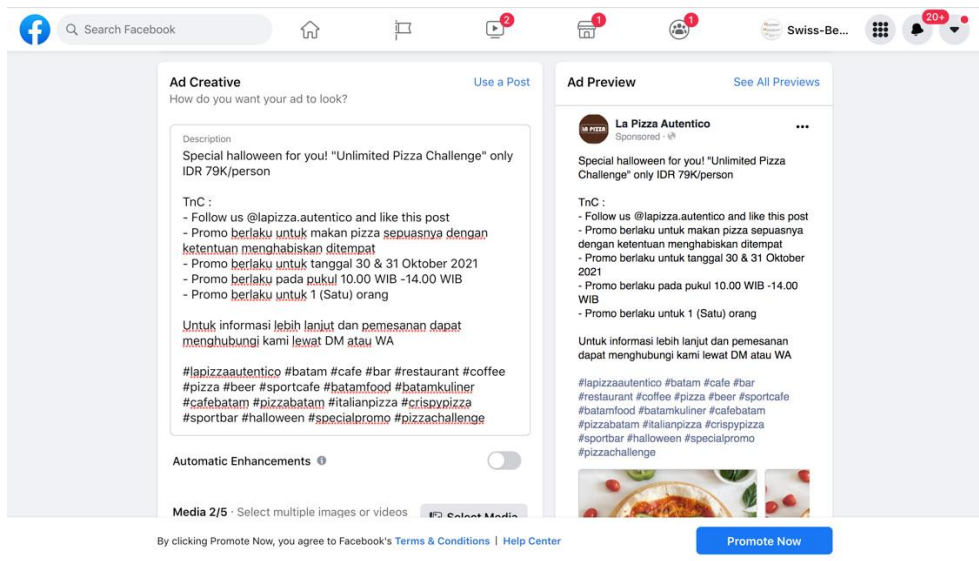 Search Facebook
2
1
1
Swiss-Be...
20+
Ad Creative
Use a Post
How do you want your ad to look?
Description
Special halloween for you! "Unlimited Pizza Challenge" only
IDR 79K/person
TnC :
- Follow us @lapizza.autentico and like this post
- Promo berlaku untuk makan pizza sepuasnya dengan
ketentuan menghabiskan ditempat
- Promo berlaku untuk tanggal 30 & 31 Oktober 2021
- Promo berlaku pada pukul 10.00 WIB -14.00 WIB
- Promo berlaku untuk 1 (Satu) orang
Untuk informasi lebih lanjut dan pemesanan dapat
menghubungi kami lewat DM atau WA
#lapizzaautentico #batam #cafe #bar #restaurant #coffee
#pizza #beer #sportcafe #batamfood #batamkuliner
#cafebatam #pizzabatam #italianpizza #crispypizza
#sportbar #halloween #specialpromo #pizzachallenge
Automatic Enhancements
Media 2/5 · Select multiple images or videos
Select Media
Ad Preview
See All Previews
LA PIZZA
La Pizza Autentico
Sponsored ·
Special halloween for you! "Unlimited Pizza
Challenge" only IDR 79K/person
TnC :
- Follow us @lapizza.autentico and like this post
- Promo berlaku untuk makan pizza sepuasnya
dengan ketentuan menghabiskan ditempat
- Promo berlaku untuk tanggal 30 & 31 Oktober
2021
- Promo berlaku pada pukul 10.00 WIB -14.00
WIB
- Promo berlaku untuk 1 (Satu) orang
Untuk informasi lebih lanjut dan pemesanan
dapat menghubungi kami lewat DM atau WA
#lapizzaautentico #batam #cafe #bar
#restaurant #coffee #pizza #beer #sportcafe
#batamfood #batamkuliner #cafebatam
#pizzabatam #italianpizza #crispypizza
#sportbar #halloween #specialpromo
#pizzachallenge
By clicking Promote Now, you agree to Facebook's Terms & Conditions | Help Center
Promote Now